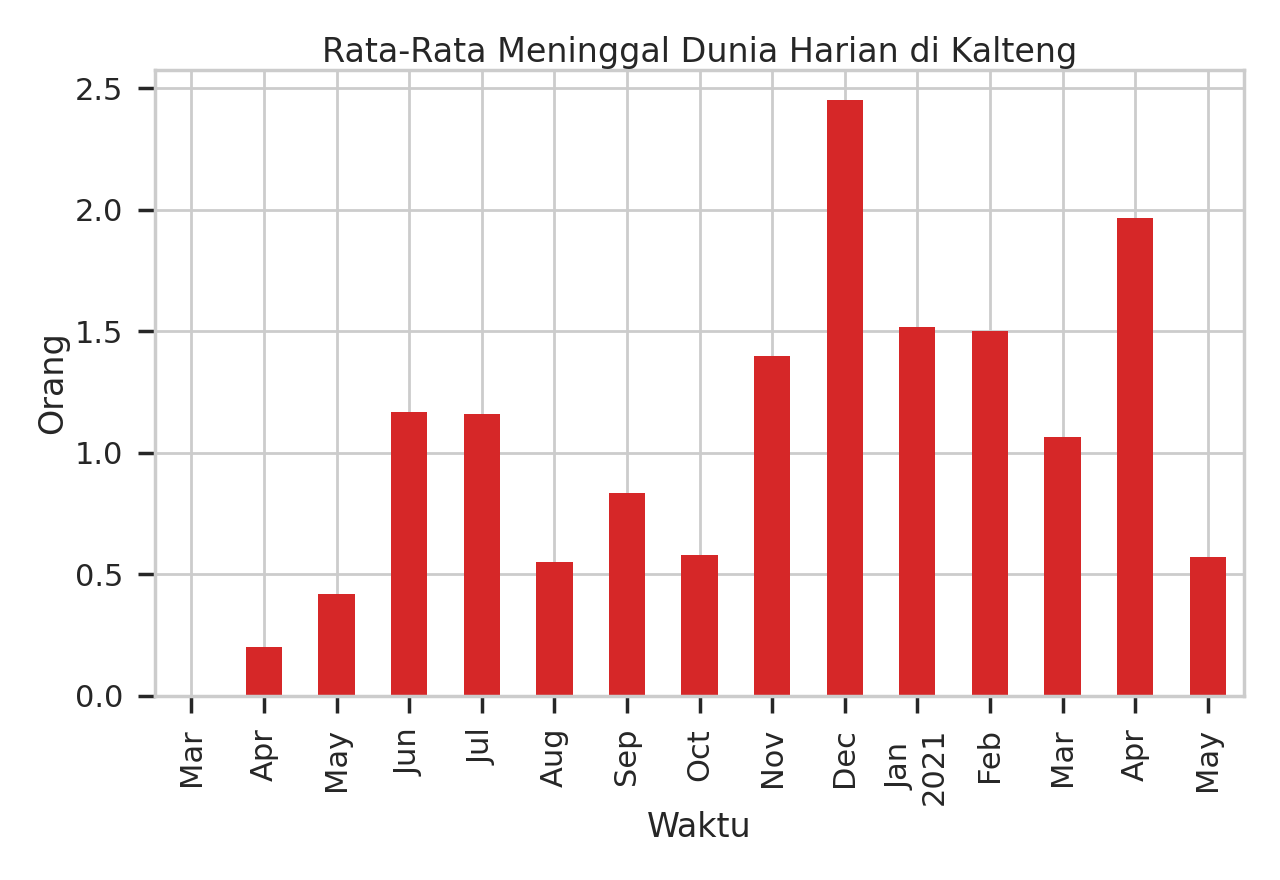 Rata-Rata Meninggal Dunia Harian di Kalteng
2.5
2.0
1.5
1.0
0.5
0.0
Orang
Mar
Apr
May
Jun
Jul
Aug
Sep
Oct
Nov
Dec
Jan
2021
Feb
Mar
Apr
May
Waktu